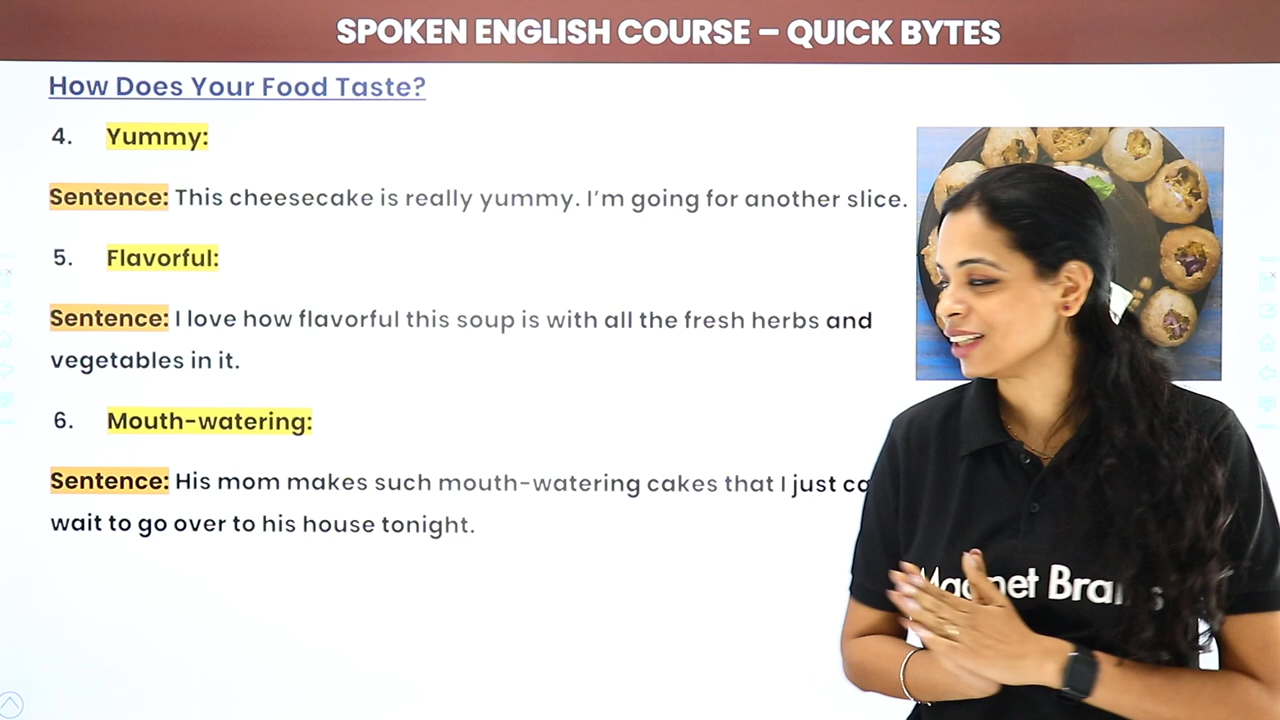 SPOKEN ENGLISH COURSE – QUICK BYTES
How Does Your Food Taste?
4. Yummy:
Sentence: This cheesecake is really yummy. I’m going for another slice.
5. Flavorful:
Sentence: I love how flavorful this soup is with all the fresh herbs and
vegetables in it.
6. Mouth-watering:
Sentence: His mom makes such mouth-watering cakes that I just
wait to go over to his house tonight.